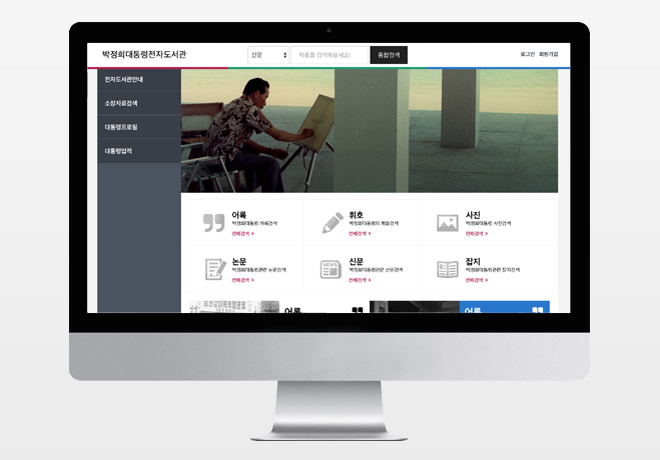 박정희대통령전자도서관
신문
자료를 검색해보세요!
통합검색
로그인 회원가입
전자도서관안내
소장자료검색
대통령프로필
대통령업적
어록
박정희대통령 어록검색
전체검색
휘호
박정희대통령의 휘호검색
전체검색
사진
박정희대통령 사진검색
전체검색
논문
박정희대통령관련 논문검색
전체검색
신문
박정희대통령관련 신문검색
전체검색
잡지
박정희대통령관련 잡지검색
전체검색
NEWS
어록
어록